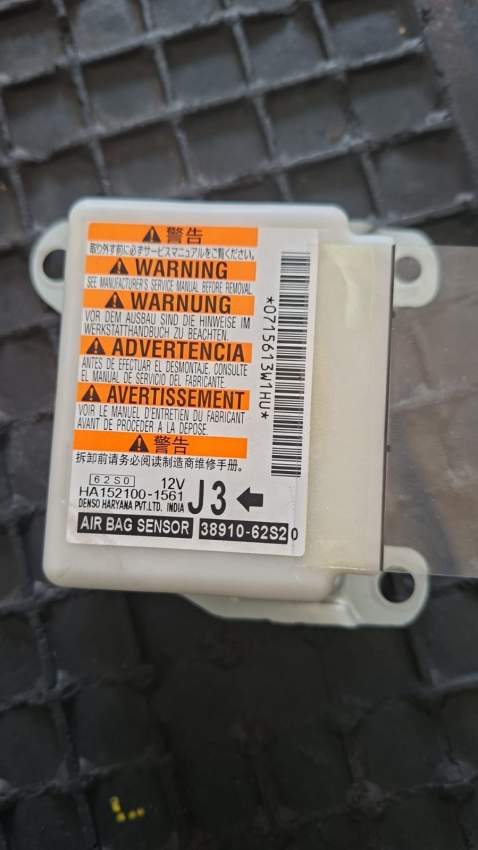 警告
取り外す前に必ずサービスマニュアルをご覧ください。
WARNING
SEE MANUFACTURER'S SERVICE MANUAL BEFORE REMOVAL
WARNUNG
VOR DEM AUSBAU SIND DIE HINWEISE IM
WERKSTATTHANDBUCH ZU BEACHTEN.
ADVERTENCIA
ANTES DE EFECTUAR EL DESMONTAJE, CONSULTE
EL MANUAL DE SERVICIO DEL FABRICANTE.
AVERTISSEMENT
VOIR LE MANUEL D'ENTRETIEN DU FABRICANT
AVANT DE PROCÉDER À LA DÉPOSE.
警告
拆卸前请务必阅读制造商维修手册。
62S0 12V
HA152100-1561 J3
DENSO HARYANA PVT.LTD. INDIA
AIR BAG SENSOR 38910-62S20
*0715613W1HU*